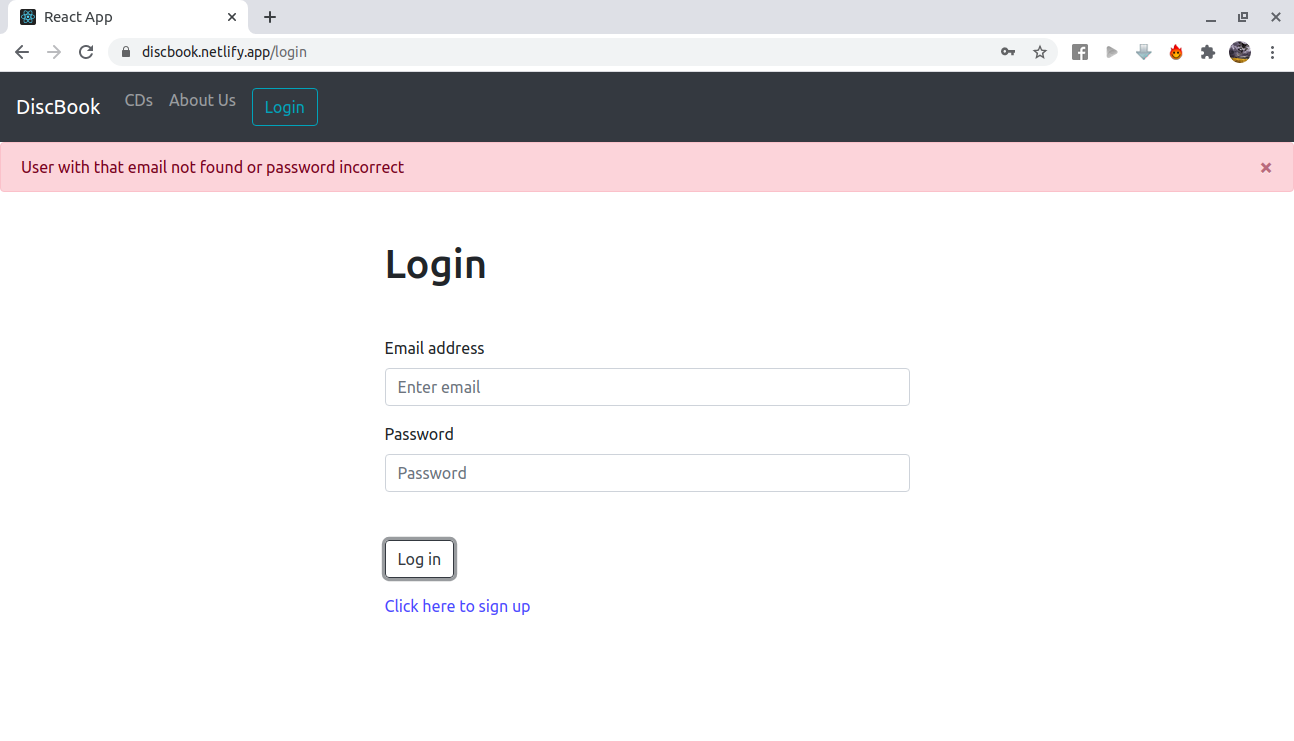 React App
discbook.netlify.app/login
DiscBook CDs About Us Login
User with that email not found or password incorrect
Login
Email address
Enter email
Password
Password
Log in
Click here to sign up